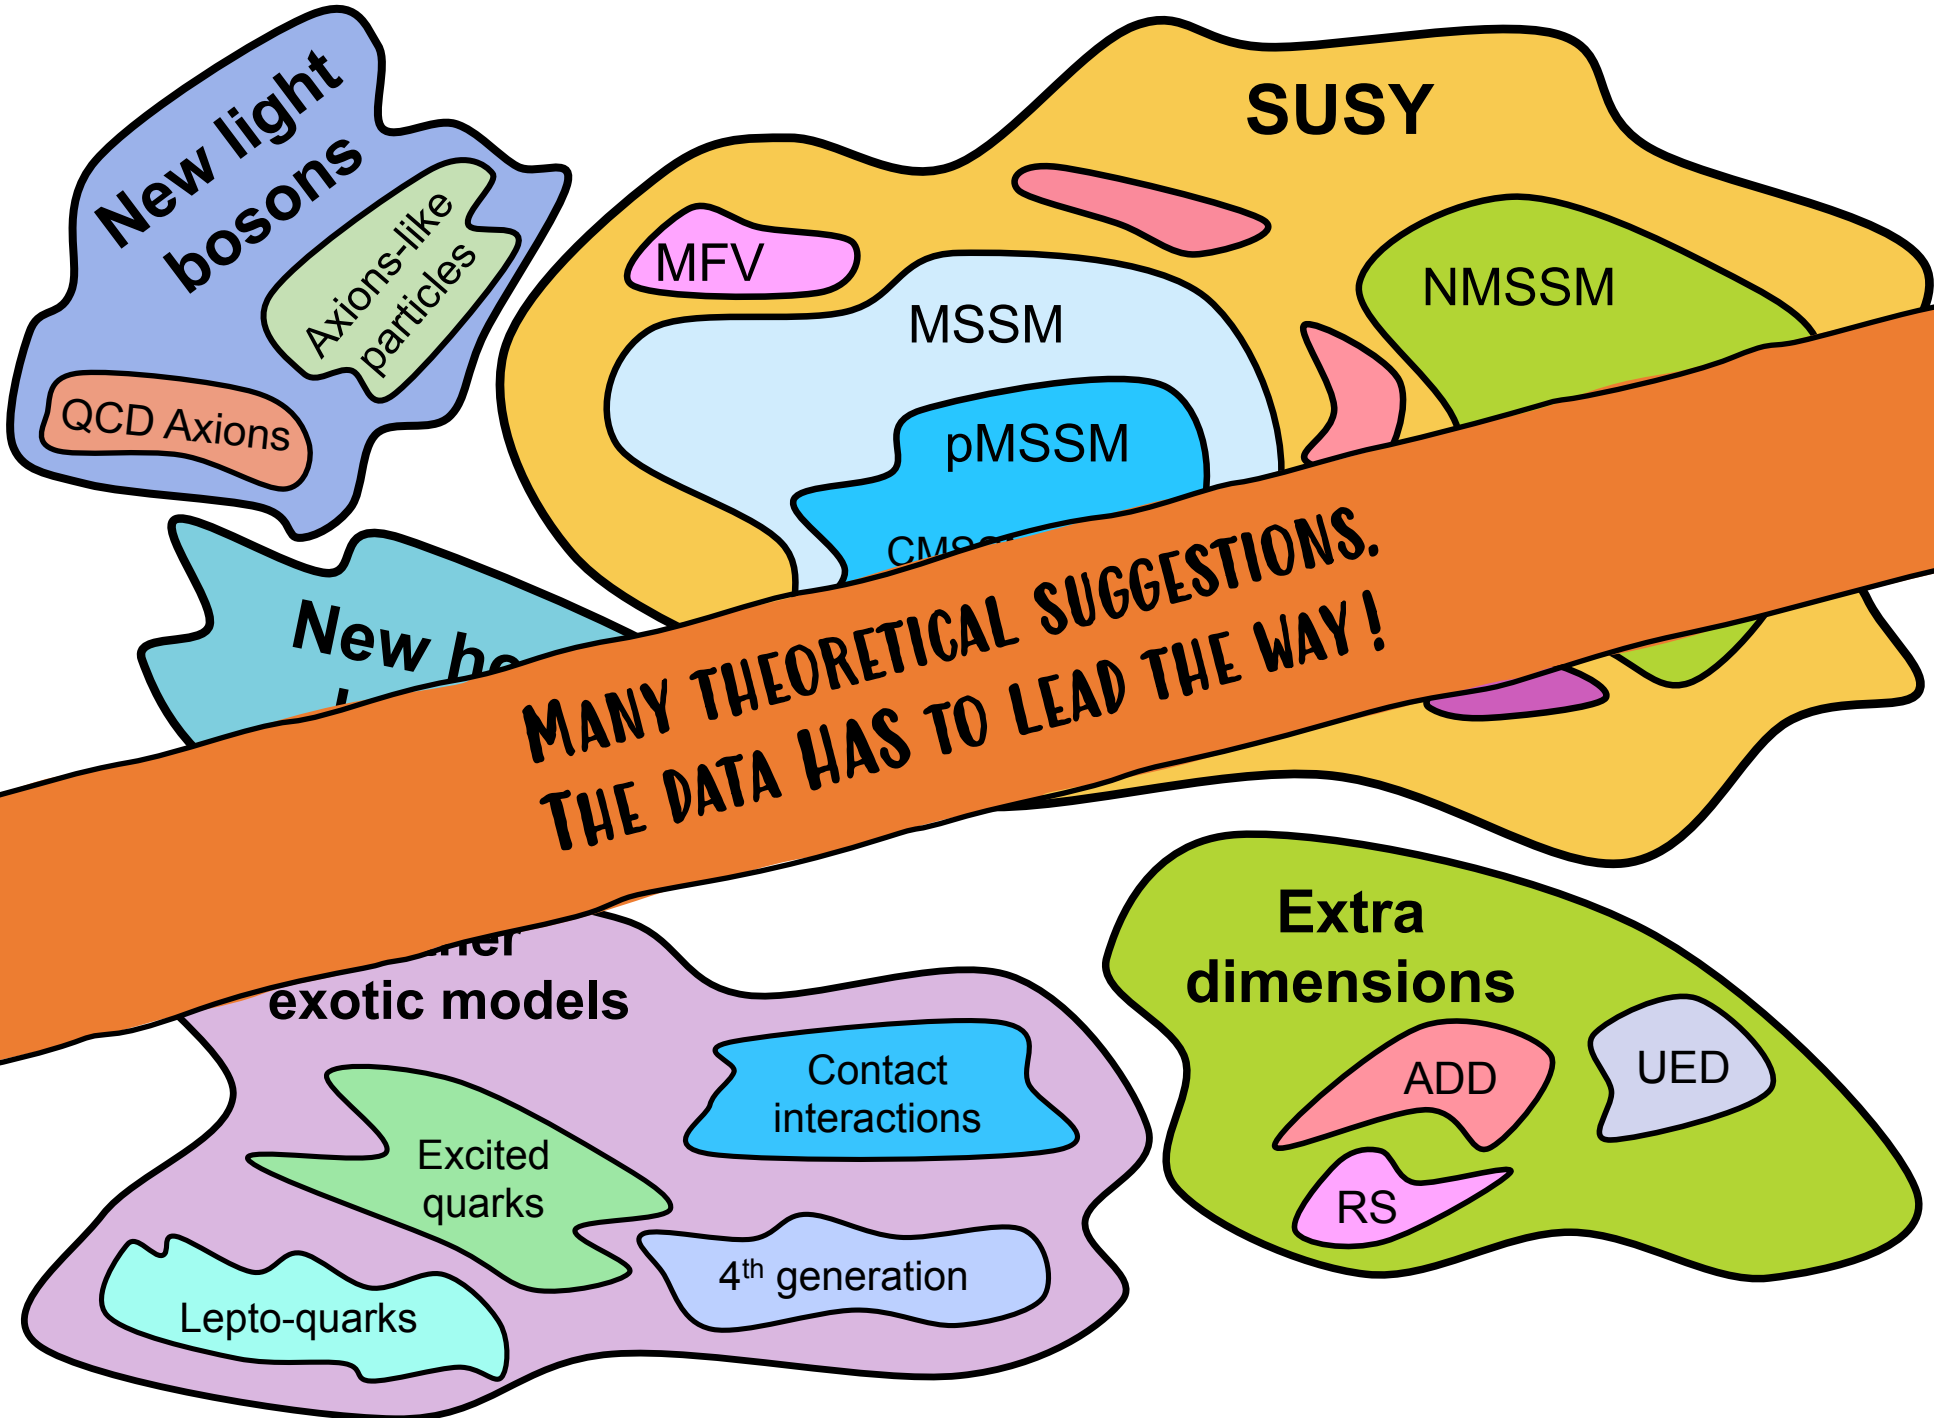 New light
bosons
Axions-like
particles
QCD Axions
SUSY
MFV
MSSM
NMSSM
pMSSM
New
MANY THEORETICAL SUGGESTIONS.
THE DATA HAS TO LEAD THE WAY!
exotic models
Contact
interactions
Excited
quarks
4th generation
Lepto-quarks
Extra
dimensions
ADD
UED
RS